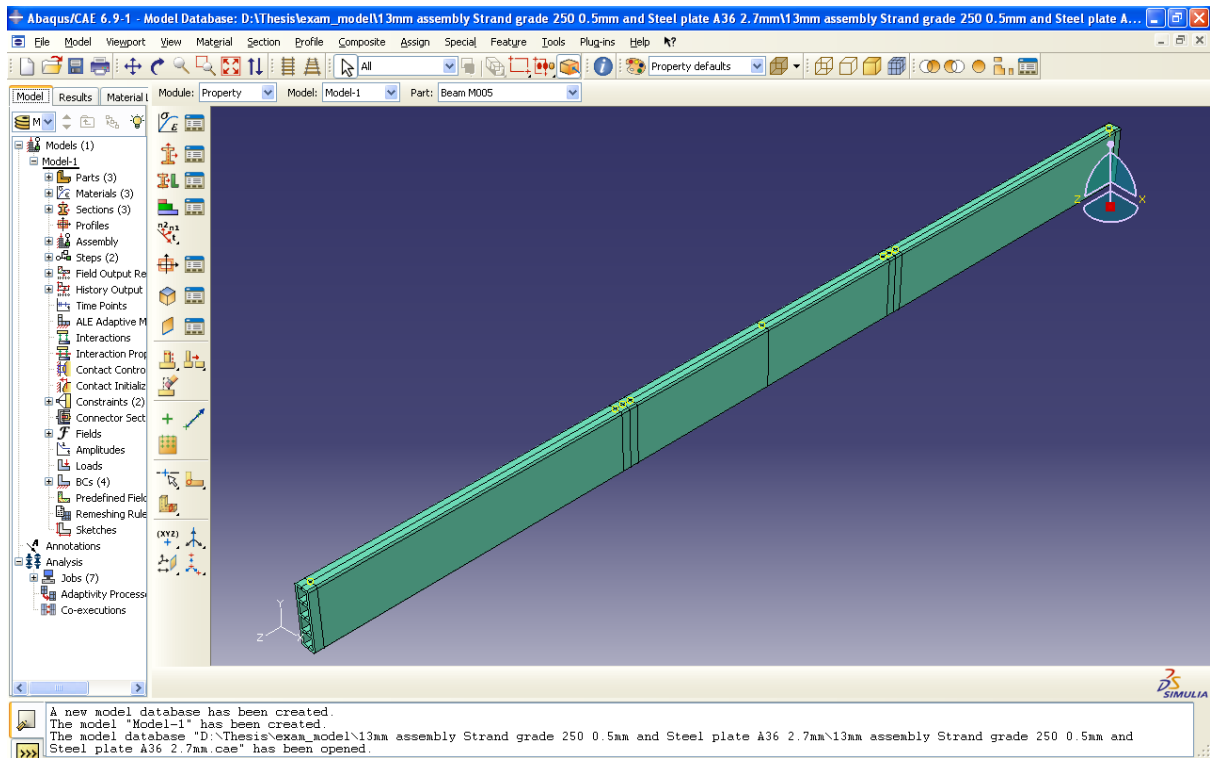 Abaqus/CAE 6.9-1 - Model Database: D:\Thesis\exam_model\13mm assembly Strand grade 250 0.5mm and Steel plate A36 2.7mm\13mm assembly Strand grade 250 0.5mm and Steel plate A...
File Model Viewport View Material Section Profile Composite Assign Special Feature Tools Plug-ins Help
All Property defaults
Model Results Material L Module: Property Model: Model-1 Part: Beam M005
M
Models (1)
Model-1
Parts (3)
Materials (3)
Sections (3)
Profiles
Assembly
Steps (2)
Field Output Re
History Output
Time Points
ALE Adaptive M
Interactions
Interaction Prop
Contact Contro
Contact Initializ
Constraints (2)
Connector Sect
Fields
Amplitudes
Loads
BCs (4)
Predefined Field
Remeshing Rule
Sketches
Annotations
Analysis
Jobs (7)
Adaptivity Process
Co-executions
σ
ε
n2 n1
t
(XYZ)
Y
Z X
Y
Z X
SIMULIA
A new model database has been created.
The model "Model-1" has been created.
The model database "D:\Thesis\exam_model\13mm assembly Strand grade 250 0.5mm and Steel plate A36 2.7mm\13mm assembly Strand grade 250 0.5mm and
Steel plate A36 2.7mm.cae" has been opened.
>>>